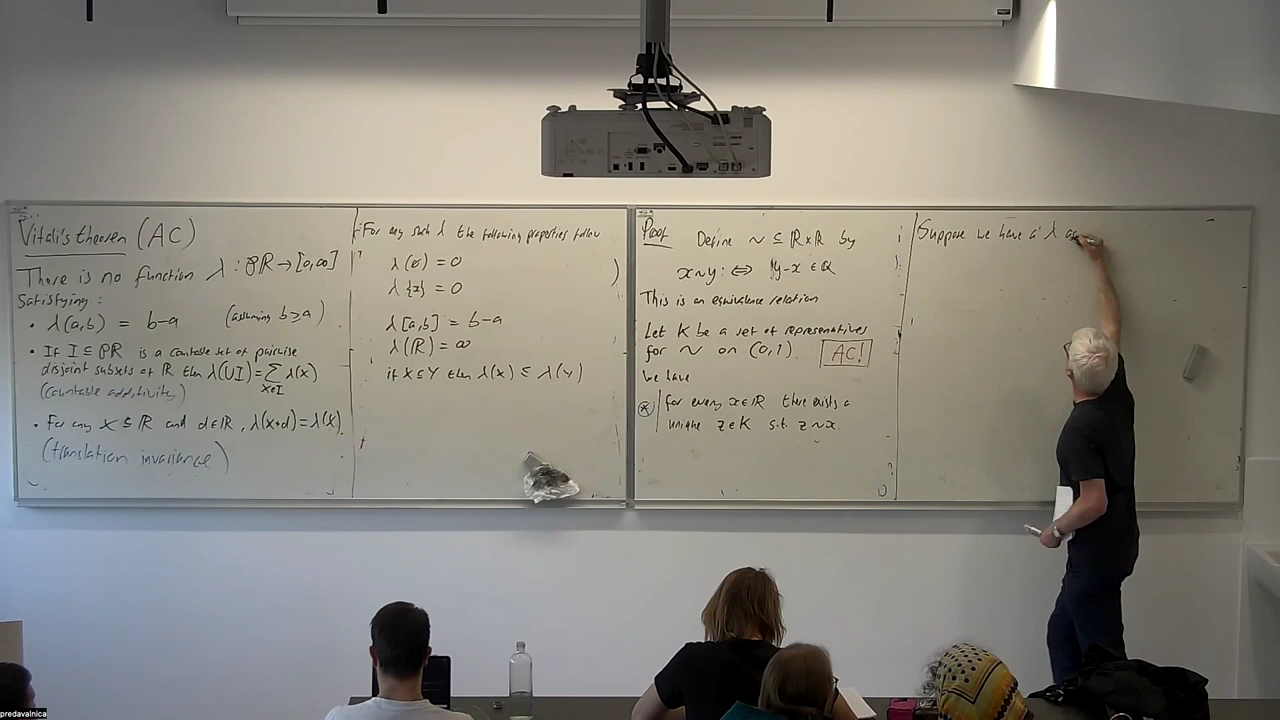 Vitali's theorem (AC)
There is no function λ : ℘ℝ → [0,∞]
Satisfying :
• λ(a,b) = b-a (assuming b≥a)
• If I ⊆ ℘ℝ is a countable set of pairwise
disjoint subsets of ℝ then λ(∪I) = ∑ λ(x)
X∈I
(countable additivity)
• For any X ⊆ ℝ and d∈ℝ, λ(X+d)=λ(X)
(translation invariance)
For any such λ the following properties follow
λ(∅) = 0
λ{x} = 0
λ[a,b] = b-a
λ(ℝ) = ∞
if X ⊆ Y then λ(X) ≤ λ(Y)
Proof Define ~ ⊆ ℝ×ℝ by
x~y :⇔ y-x ∈ ℚ
This is an equivalence relation
Let K be a set of represenatives
for ~ on (0,1). AC!
We have
(*) for every x∈ℝ there exists a
unique z∈K s.t. z~x.
Suppose we have a λ as
predavalnica